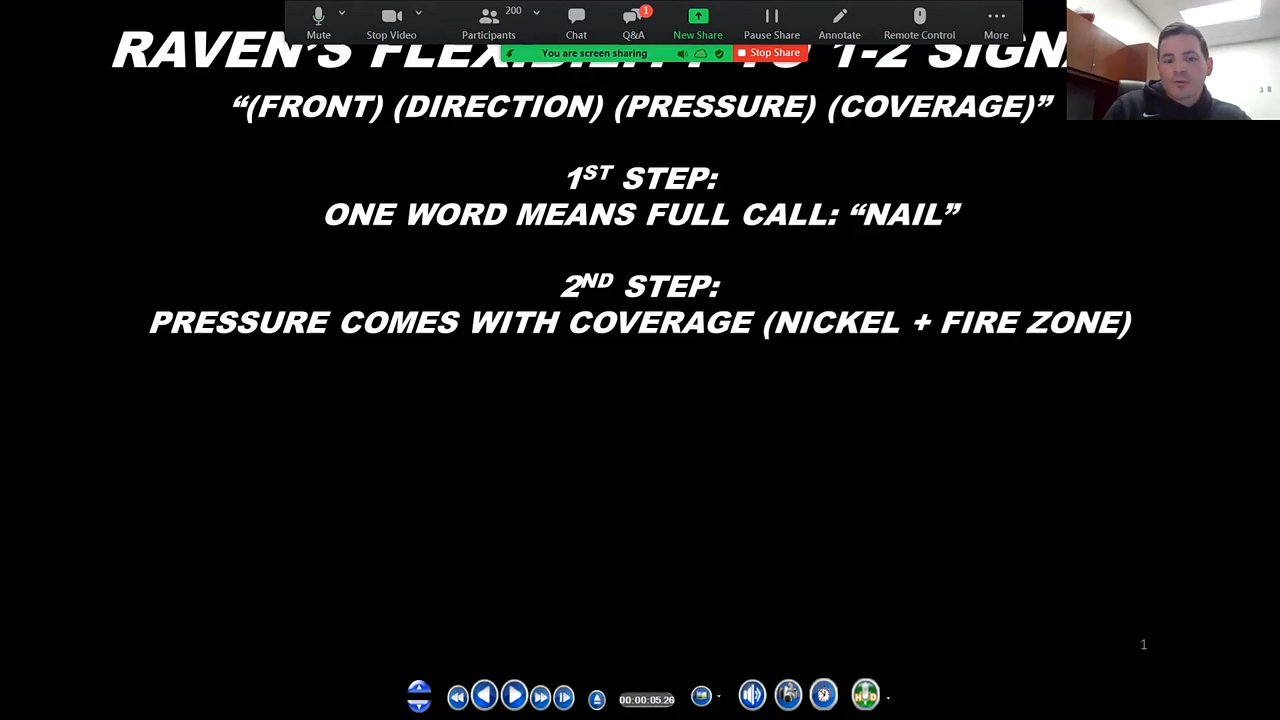 200
1
Mute
Stop Video
Participants
Chat
Q&A
New Share
Pause Share
Annotate
Remote Control
More
You are screen sharing
Stop Share
RAVEN'S 1-2
“(FRONT) (DIRECTION) (PRESSURE) (COVERAGE)”
1ST STEP:
ONE WORD MEANS FULL CALL: “NAIL”
2ND STEP:
PRESSURE COMES WITH COVERAGE (NICKEL + FIRE ZONE)
1
00:00:05.26